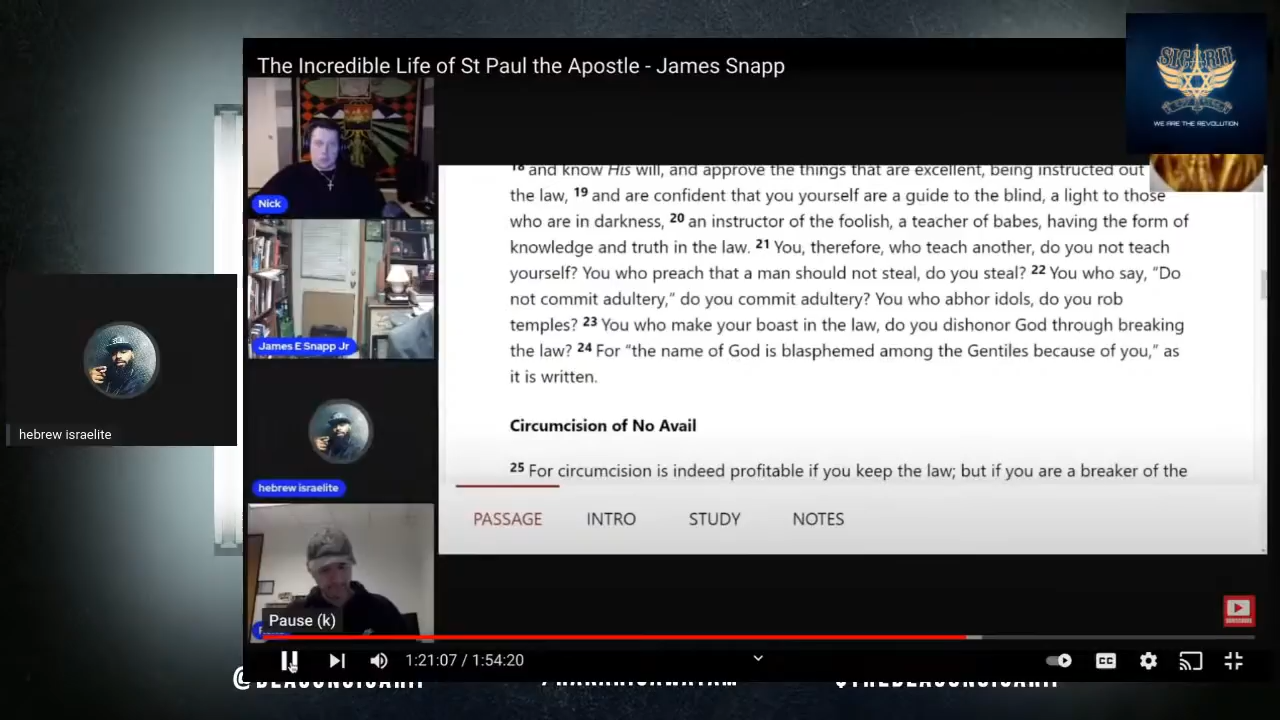 The Incredible Life of St Paul the Apostle - James Snapp
SICARII
WE ARE THE REVOLUTION
Nick
James E Snapp Jr
hebrew israelite
hebrew israelite
18 and know His will, and approve the things that are excellent, being instructed out
the law, 19 and are confident that you yourself are a guide to the blind, a light to those
who are in darkness, 20 an instructor of the foolish, a teacher of babes, having the form of
knowledge and truth in the law. 21 You, therefore, who teach another, do you not teach
yourself? You who preach that a man should not steal, do you steal? 22 You who say, “Do
not commit adultery,” do you commit adultery? You who abhor idols, do you rob
temples? 23 You who make your boast in the law, do you dishonor God through breaking
the law? 24 For “the name of God is blasphemed among the Gentiles because of you,” as
it is written.
Circumcision of No Avail
25 For circumcision is indeed profitable if you keep the law; but if you are a breaker of the
PASSAGE INTRO STUDY NOTES
Pause (k)
SUBSCRIBE
1:21:07 / 1:54:20
CC